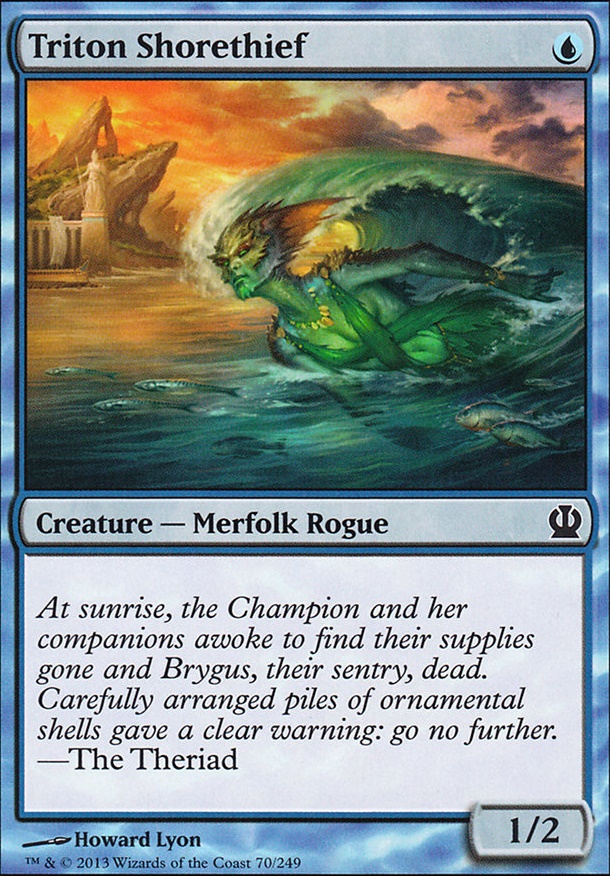 Triton Shorethief
Creature — Merfolk Rogue
At sunrise, the Champion and her
companions awoke to find their supplies
gone and Brygus, their sentry, dead.
Carefully arranged piles of ornamental
shells gave a clear warning: go no further.
—The Theriad
1/2
Howard Lyon
™ & © 2013 Wizards of the Coast 70/249